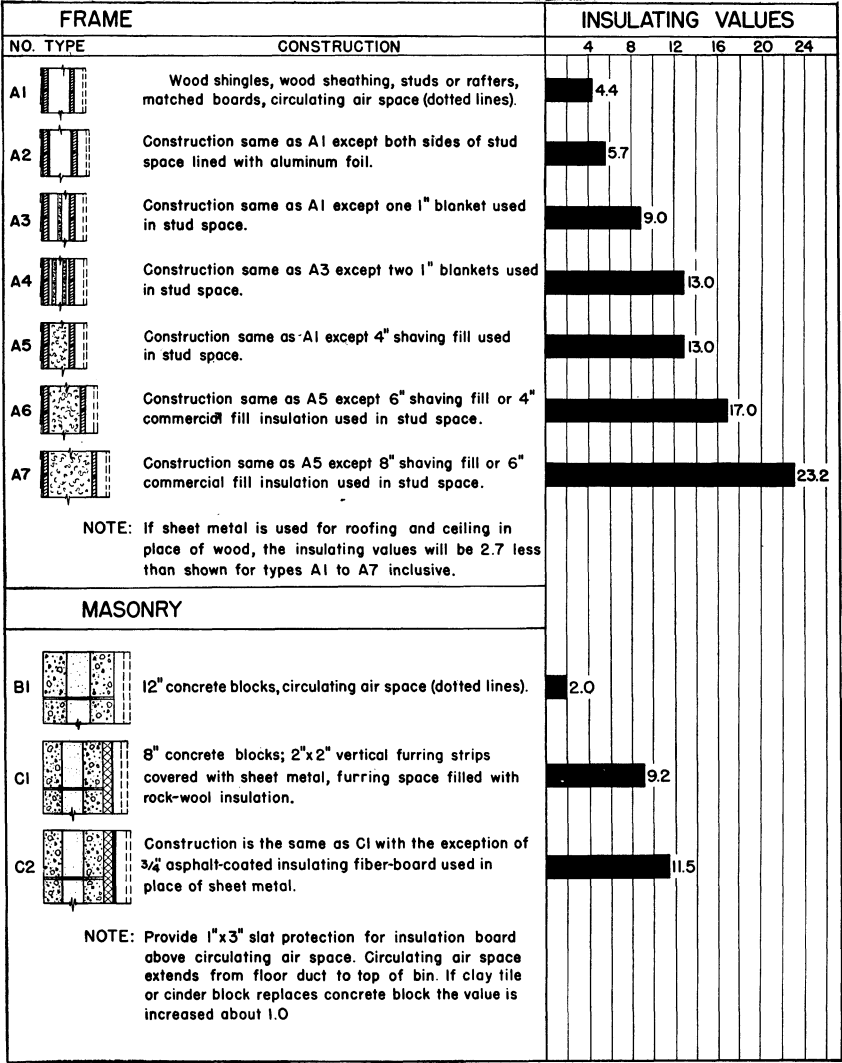 FRAME
INSULATING VALUES
NO. TYPE CONSTRUCTION
4 8 12 16 20 24
A1
Wood shingles, wood sheathing, studs or rafters,
matched boards, circulating air space (dotted lines).
4.4
A2
Construction same as A1 except both sides of stud
space lined with aluminum foil.
5.7
A3
Construction same as A1 except one 1" blanket used
in stud space.
9.0
A4
Construction same as A3 except two 1" blankets used
in stud space.
13.0
A5
Construction same as A1 except 4" shaving fill used
in stud space.
13.0
A6
Construction same as A5 except 6" shaving fill or 4"
commercial fill insulation used in stud space.
17.0
A7
Construction same as A5 except 8" shaving fill or 6"
commercial fill insulation used in stud space.
23.2
NOTE: If sheet metal is used for roofing and ceiling in
place of wood, the insulating values will be 2.7 less
than shown for types A1 to A7 inclusive.
MASONRY
B1
12" concrete blocks, circulating air space (dotted lines).
2.0
C1
8" concrete blocks; 2"x2" vertical furring strips
covered with sheet metal, furring space filled with
rock-wool insulation.
9.2
C2
Construction is the same as C1 with the exception of
3/4" asphalt-coated insulating fiber-board used in
place of sheet metal.
11.5
NOTE: Provide 1"x3" slat protection for insulation board
above circulating air space. Circulating air space
extends from floor duct to top of bin. If clay tile
or cinder block replaces concrete block the value is
increased about 1.0